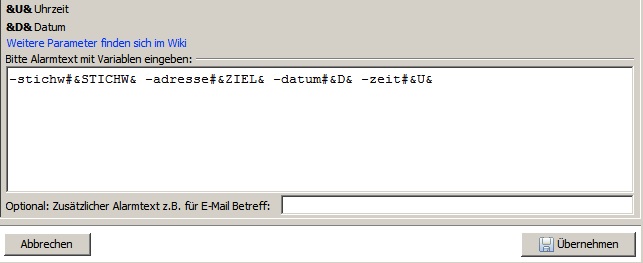 &U& Uhrzeit
&D& Datum
Weitere Parameter finden sich im Wiki
Bitte Alarmtext mit Variablen eingeben:
-stichw#&STICHW& -adresse#&ZIEL& -datum#&D& -zeit#&U&
Optional: Zusätzlicher Alarmtext z.B. für E-Mail Betreff:
Abbrechen Übernehmen